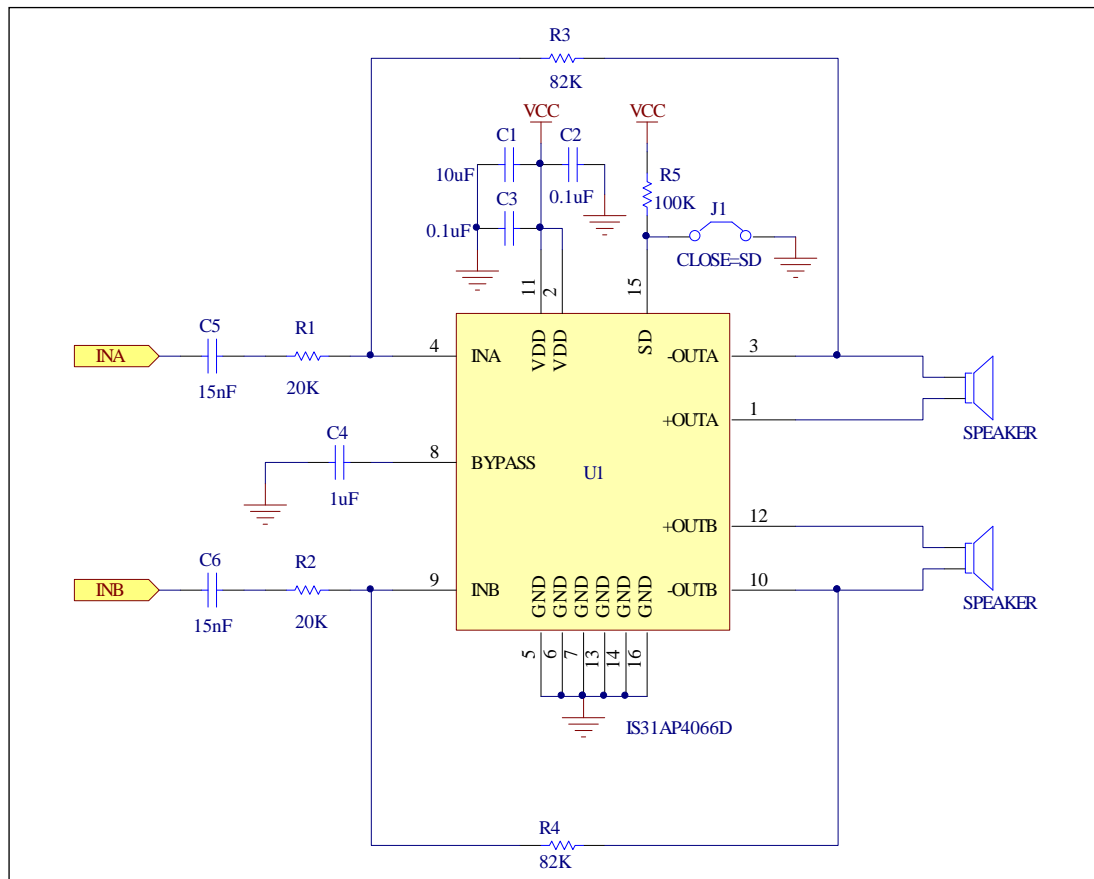 R3
82K
VCC
VCC
C1
C2
10uF
R5
C3
0.1uF
100K
J1
0.1uF
CLOSE=SD
11
2
15
C5
R1
INA
4
INA
VDD
VDD
SD
-OUTA
3
15nF
20K
+OUTA
1
SPEAKER
C4
8
BYPASS
U1
1uF
+OUTB
12
C6
R2
INB
9
INB
GND
GND
GND
GND
GND
GND
-OUTB
10
SPEAKER
15nF
20K
5
6
7
13
14
16
IS31AP4066D
R4
82K